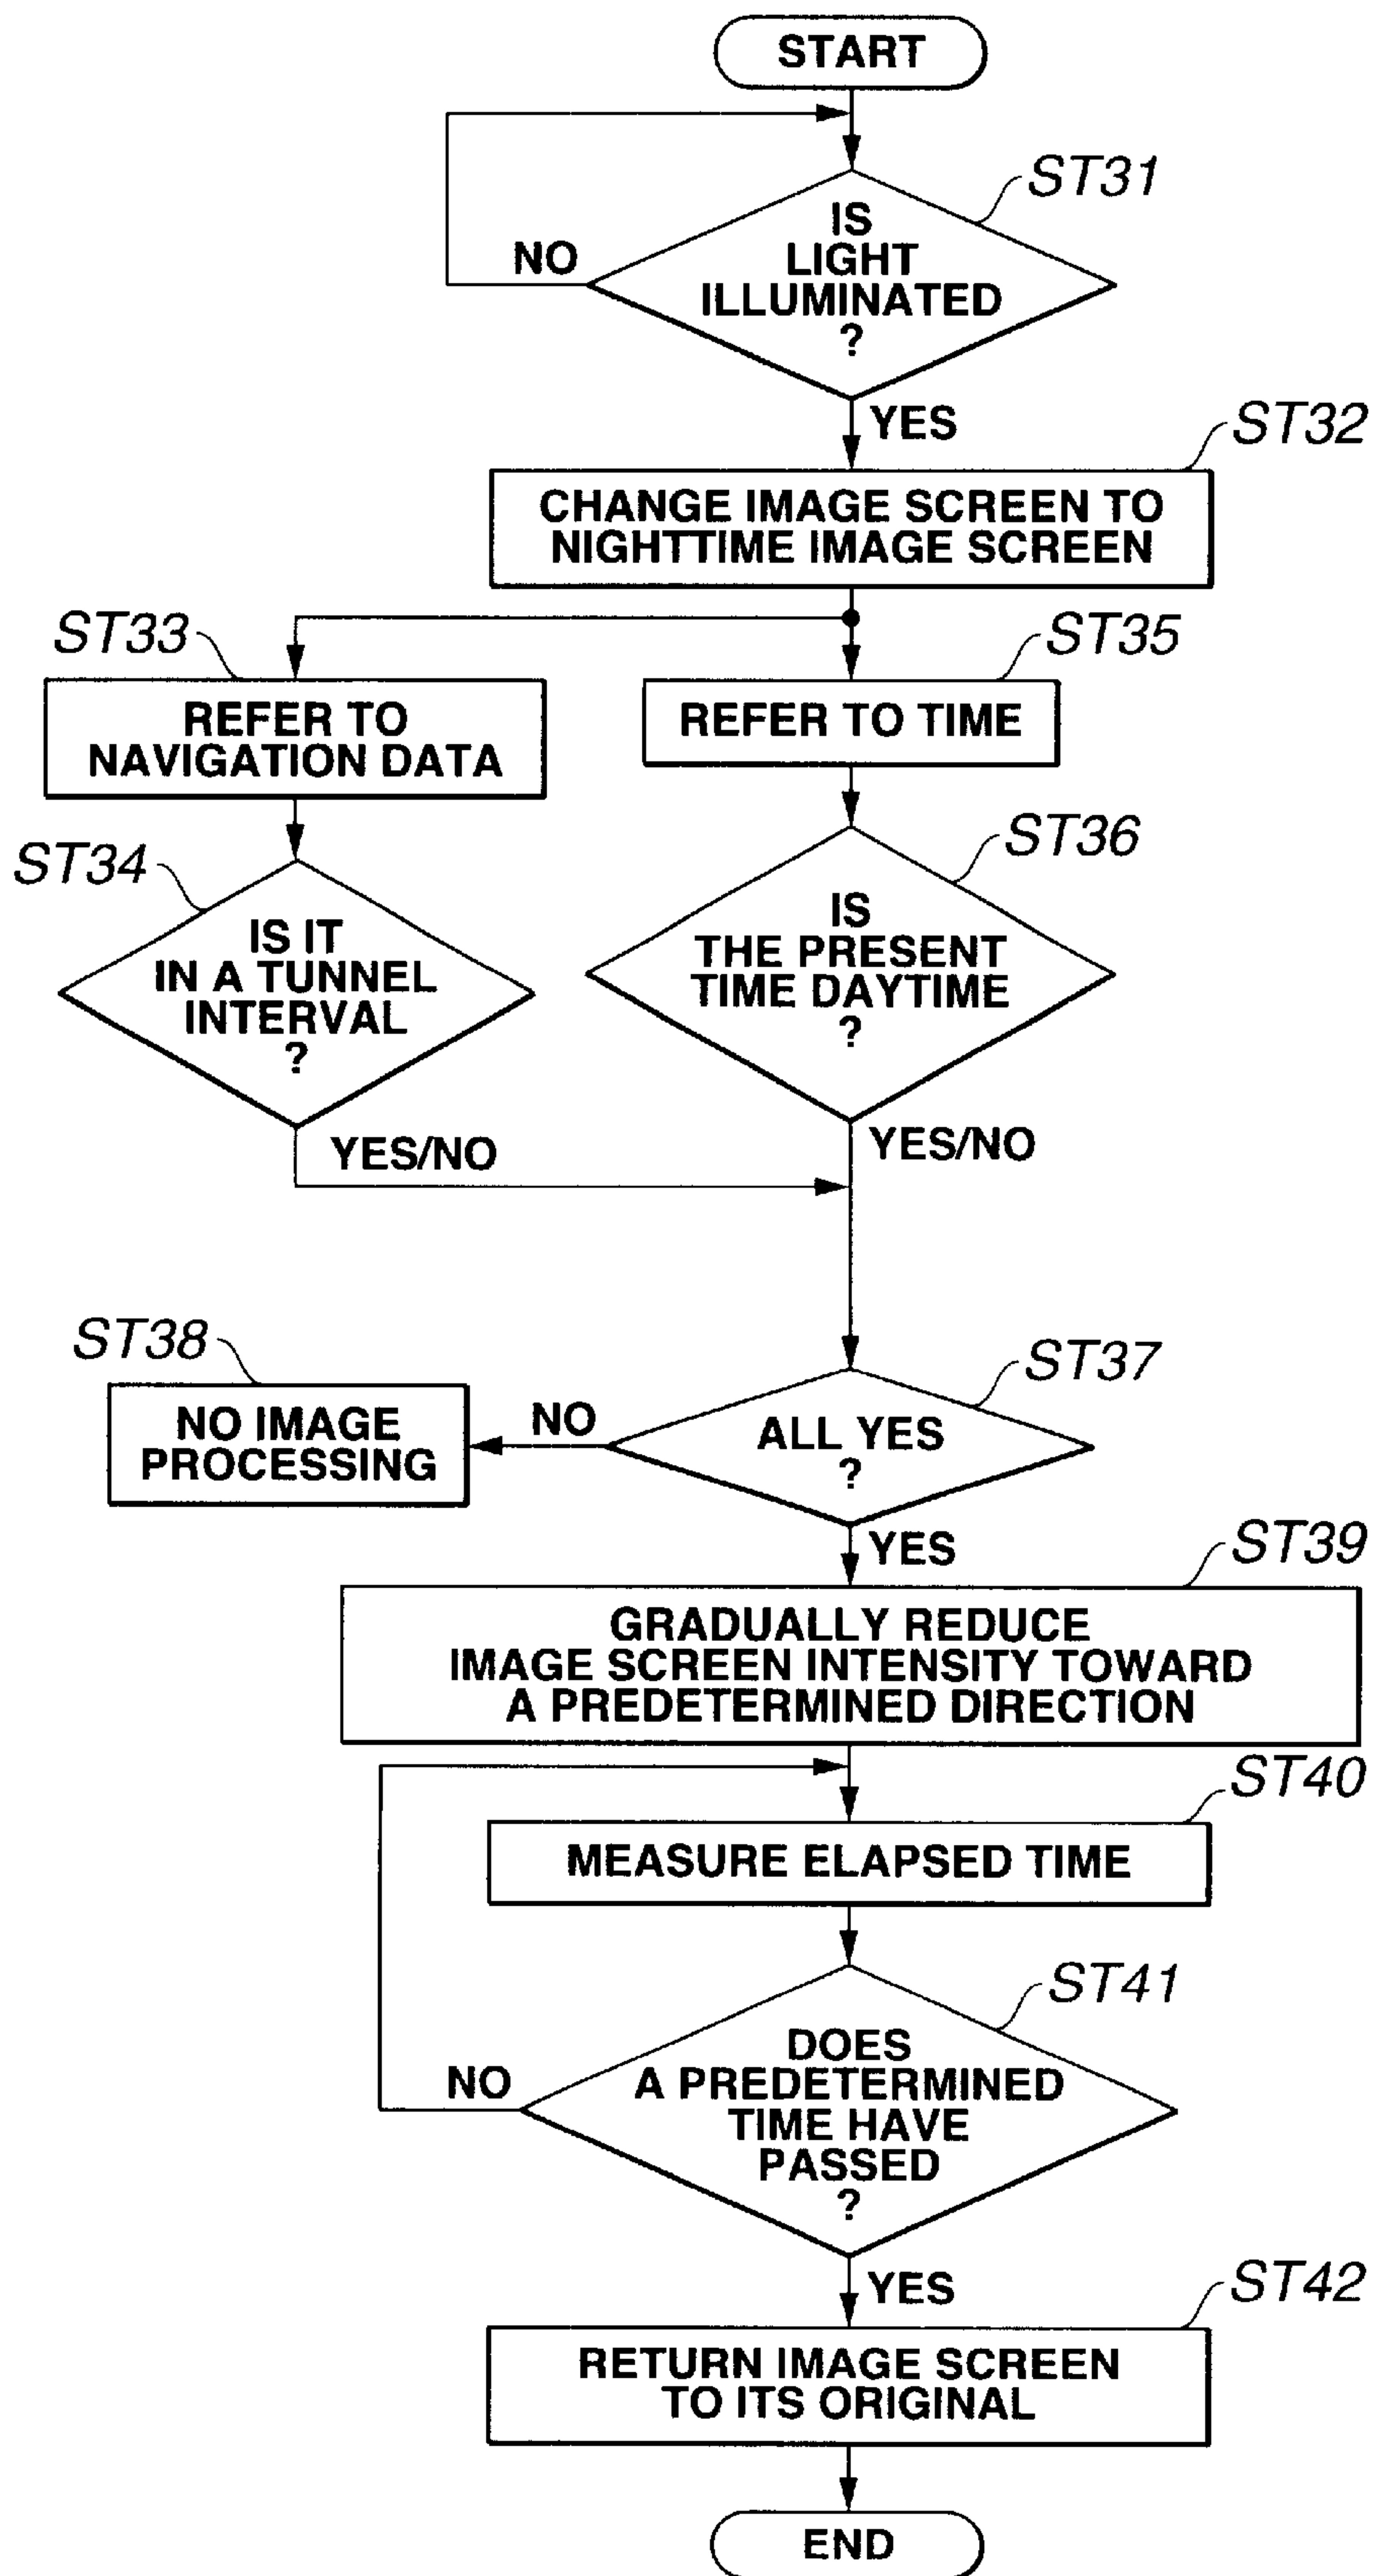 START
ST31
IS
LIGHT
ILLUMINATED
?
NO
YES
ST32
CHANGE IMAGE SCREEN TO
NIGHTTIME IMAGE SCREEN
ST33
REFER TO
NAVIGATION DATA
ST35
REFER TO TIME
ST34
IS IT
IN A TUNNEL
INTERVAL
?
YES/NO
ST36
IS
THE PRESENT
TIME DAYTIME
?
YES/NO
ST38
NO IMAGE
PROCESSING
NO
ST37
ALL YES
?
YES
ST39
GRADUALLY REDUCE
IMAGE SCREEN INTENSITY TOWARD
A PREDETERMINED DIRECTION
ST40
MEASURE ELAPSED TIME
ST41
DOES
A PREDETERMINED
TIME HAVE
PASSED
?
NO
YES
ST42
RETURN IMAGE SCREEN
TO ITS ORIGINAL
END